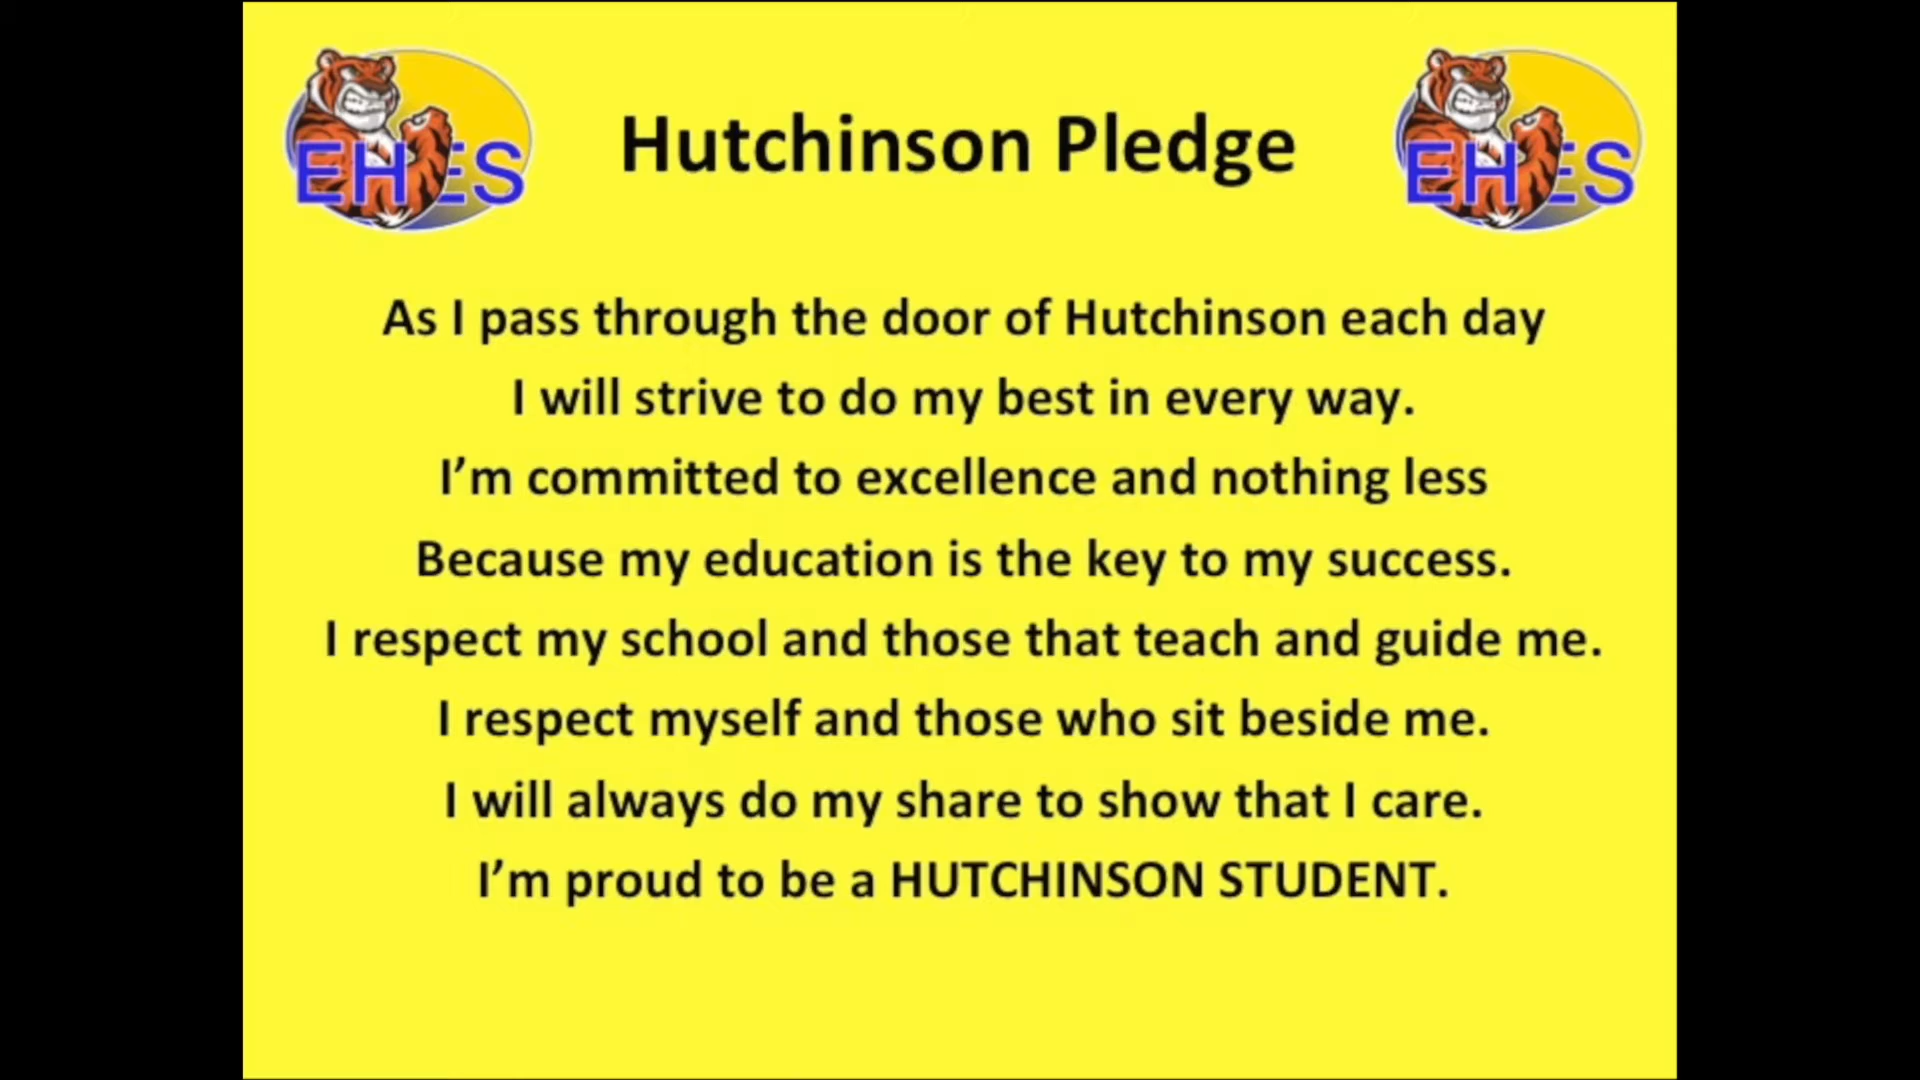 Hutchinson Pledge
EHES
EHES
As I pass through the door of Hutchinson each day
I will strive to do my best in every way.
I’m committed to excellence and nothing less
Because my education is the key to my success.
I respect my school and those that teach and guide me.
I respect myself and those who sit beside me.
I will always do my share to show that I care.
I’m proud to be a HUTCHINSON STUDENT.